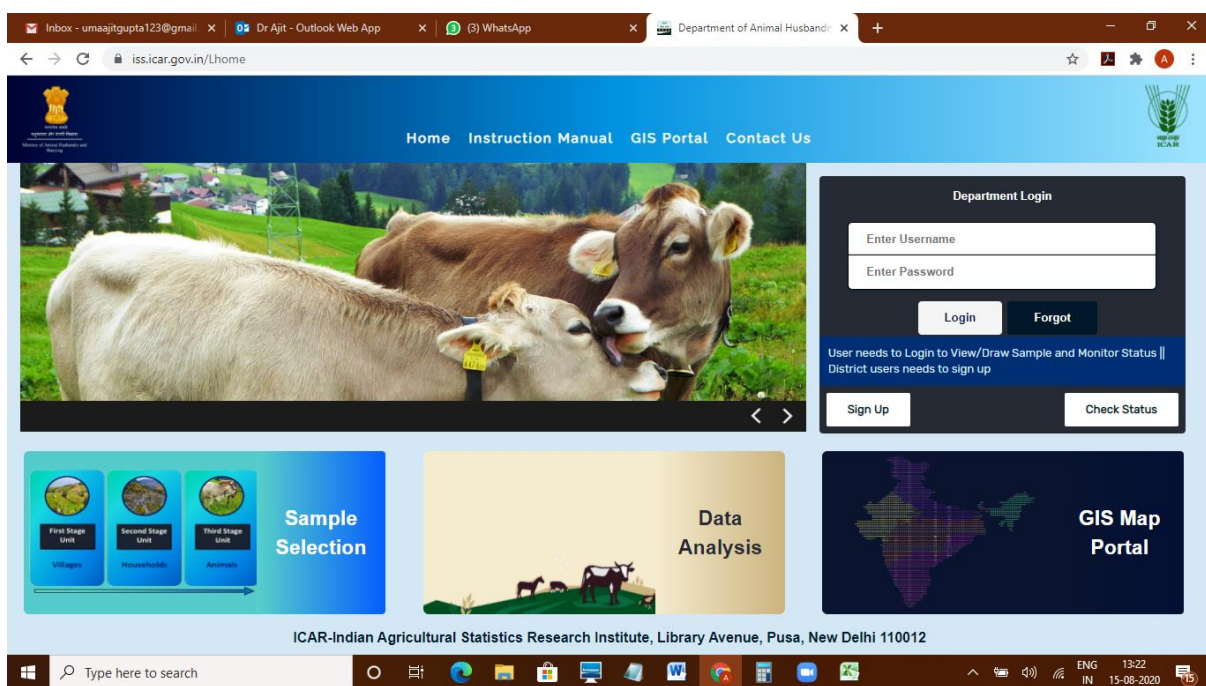 Inbox - umaajitgupta123@gmail.
Dr Ajit - Outlook Web App
(3) WhatsApp
Department of Animal Husbandr
iss.icar.gov.in/Lhome
A
Home Instruction Manual GIS Portal Contact Us
ICAR
Department Login
Enter Username
Enter Password
Login Forgot
User needs to Login to View/Draw Sample and Monitor Status ||
District users needs to sign up
Sign Up Check Status
First Stage
Unit
Villages
Second Stage
Unit
Households
Third Stage
Unit
Animals
Sample
Selection
Data
Analysis
GIS Map
Portal
ICAR-Indian Agricultural Statistics Research Institute, Library Avenue, Pusa, New Delhi 110012
Type here to search
ENG
IN
13:22
15-08-2020
15